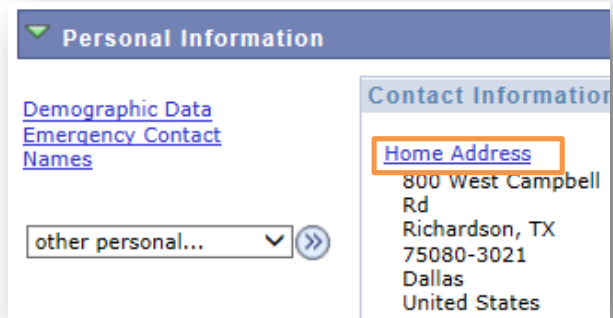 Personal Information
Demographic Data
Emergency Contact
Names
other personal...
Contact Information
Home Address
800 West Campbell
Rd
Richardson, TX
75080-3021
Dallas
United States